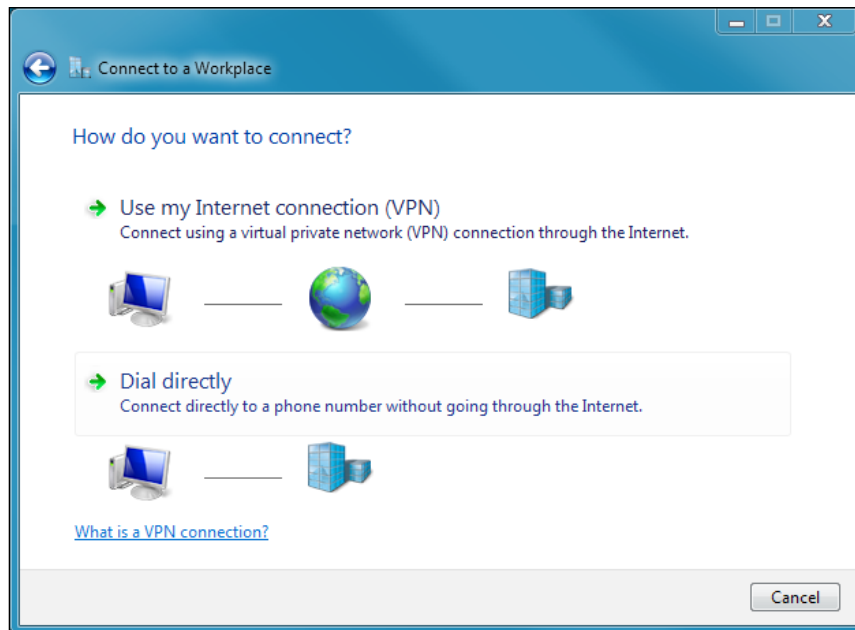 Connect to a Workplace
How do you want to connect?
Use my Internet connection (VPN)
Connect using a virtual private network (VPN) connection through the Internet.
Dial directly
Connect directly to a phone number without going through the Internet.
What is a VPN connection?
Cancel